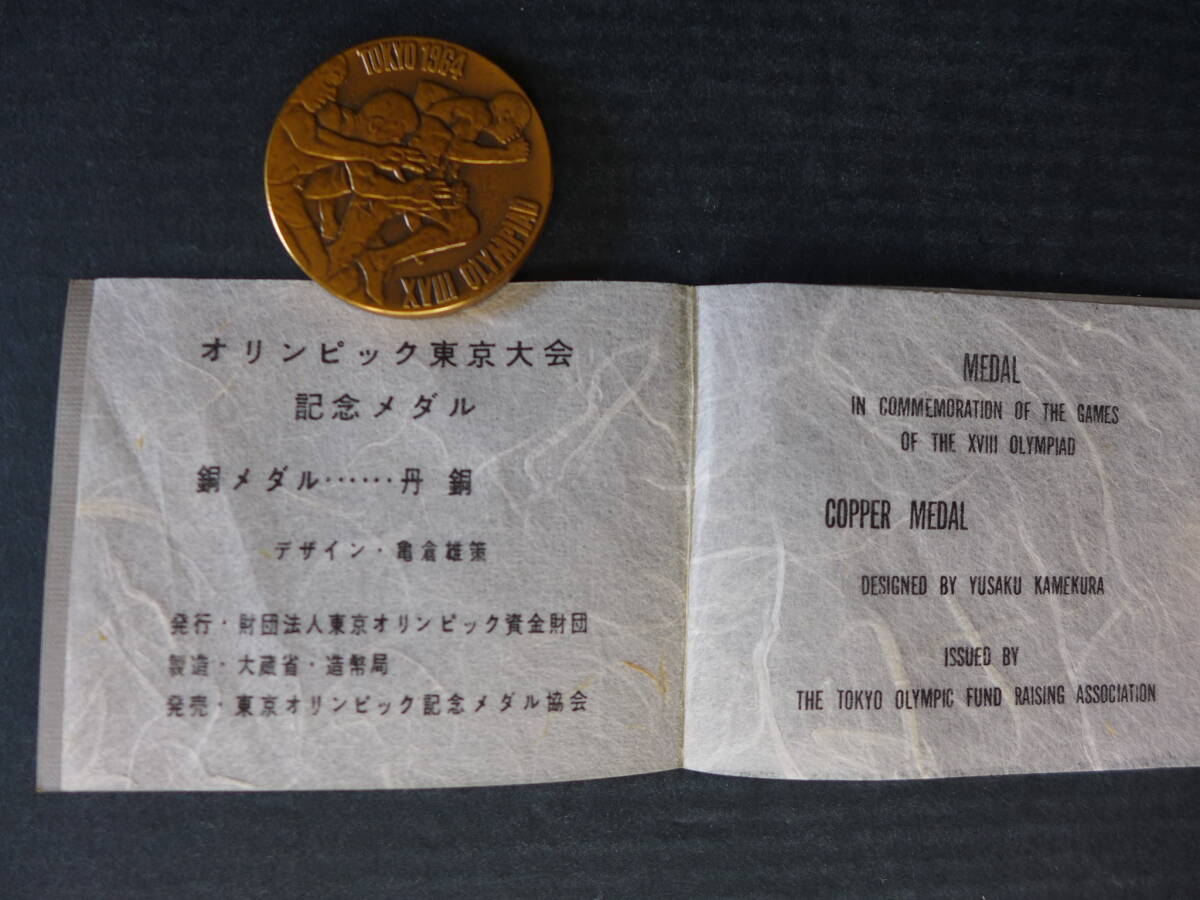 TOKYO 1964
XVIII OLYMPIAD
オリンピック東京大会
記念メダル
銅メダル……丹銅
デザイン・亀倉雄策
発行・財団法人東京オリンピック資金財団
製造・大蔵省・造幣局
発売・東京オリンピック記念メダル協会
MEDAL
IN COMMEMORATION OF THE GAMES
OF THE XVIII OLYMPIAD
COPPER MEDAL
DESIGNED BY YUSAKU KAMEKURA
ISSUED BY
THE TOKYO OLYMPIC FUND RAISING ASSOCIATION